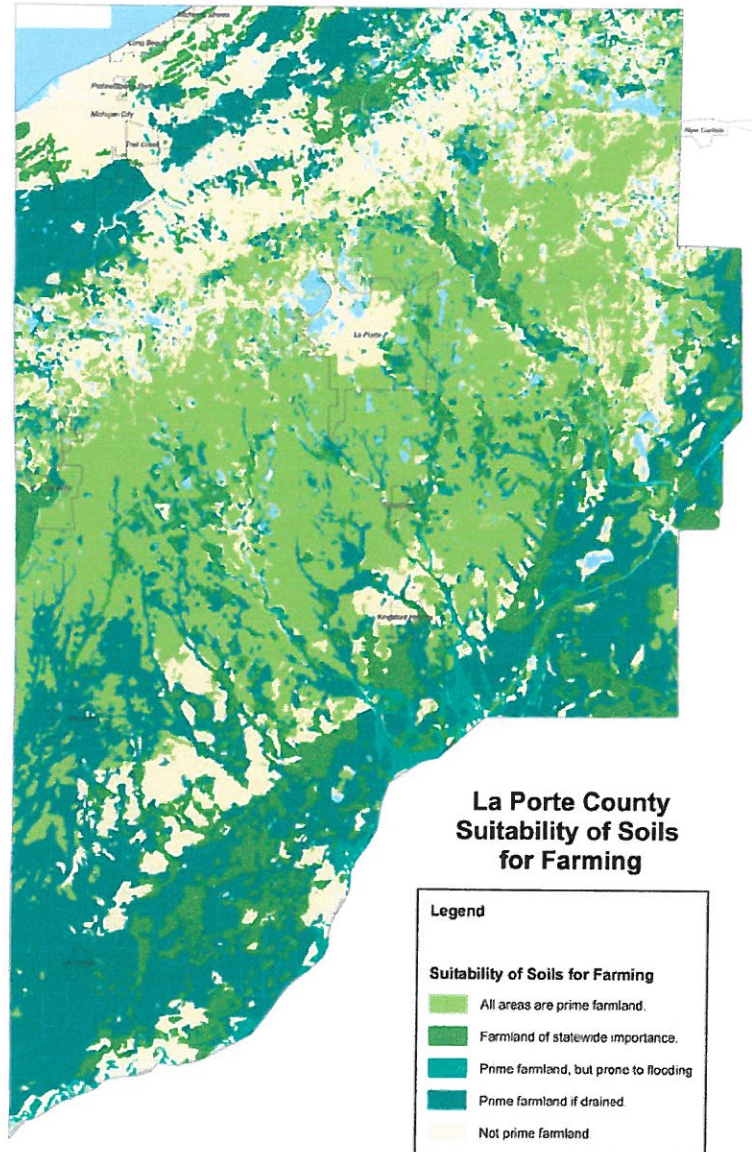 Long Beach
Michigan City
Trail Creek
New Carlisle
La Porte
Kingsford Heights
La Porte County
Suitability of Soils
for Farming
Legend
Suitability of Soils for Farming
All areas are prime farmland.
Farmland of statewide importance.
Prime farmland, but prone to flooding
Prime farmland if drained.
Not prime farmland